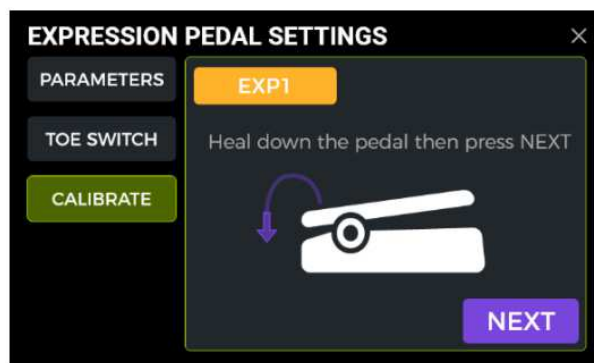 EXPRESSION PEDAL SETTINGS
PARAMETERS
EXP1
TOE SWITCH
Heal down the pedal then press NEXT
CALIBRATE
NEXT